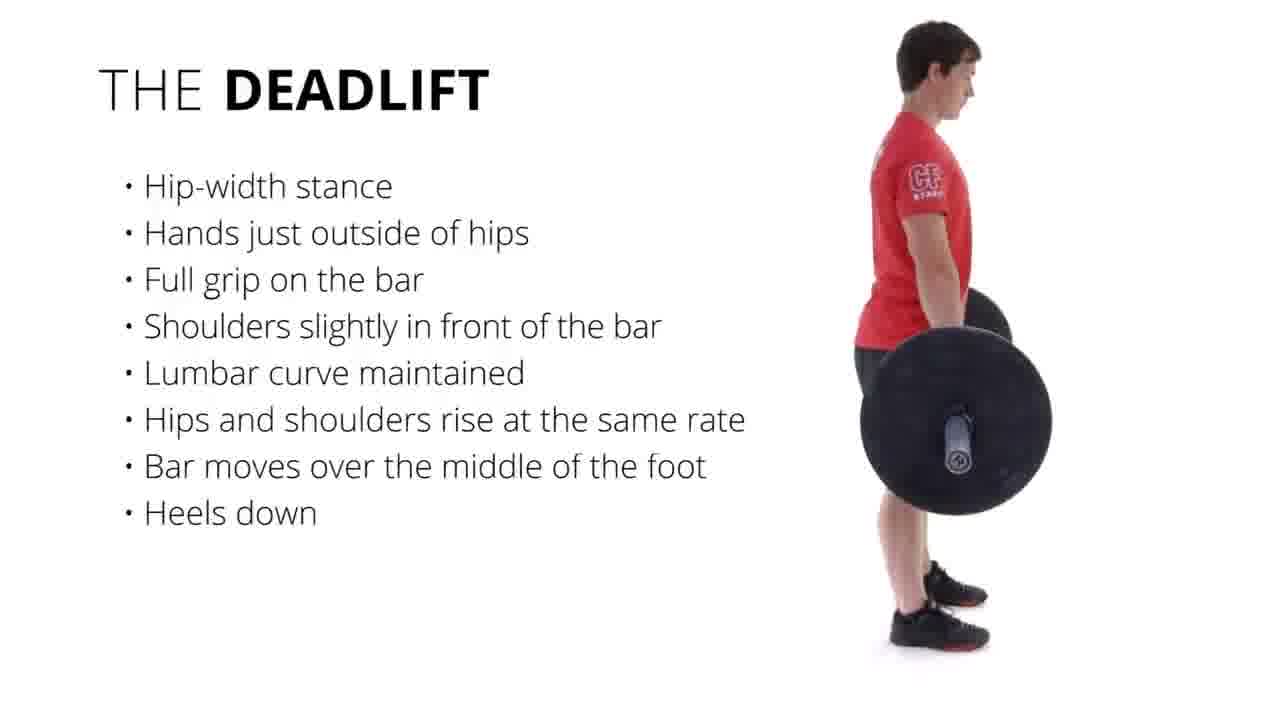 THE DEADLIFT
• Hip-width stance
• Hands just outside of hips
• Full grip on the bar
• Shoulders slightly in front of the bar
• Lumbar curve maintained
• Hips and shoulders rise at the same rate
• Bar moves over the middle of the foot
• Heels down
CF